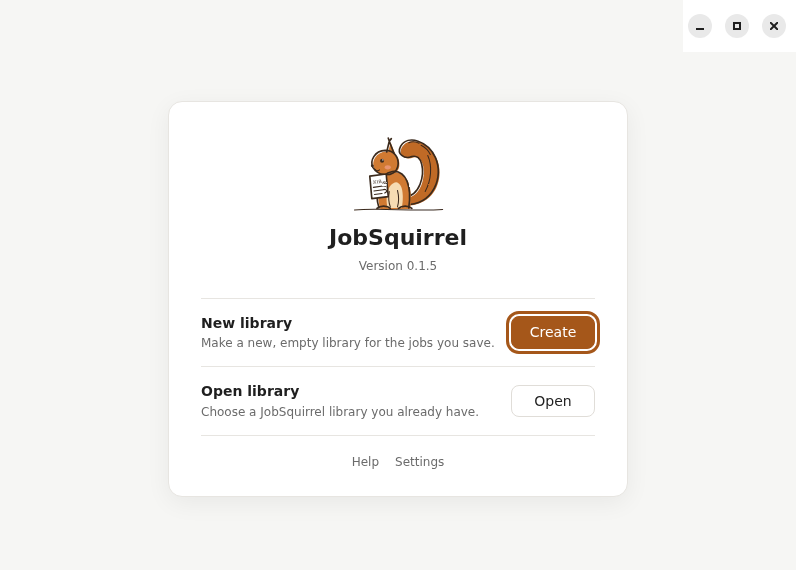 JobSquirrel
Version 0.1.5
New library
Make a new, empty library for the jobs you save.
Create
Open library
Choose a JobSquirrel library you already have.
Open
Help Settings